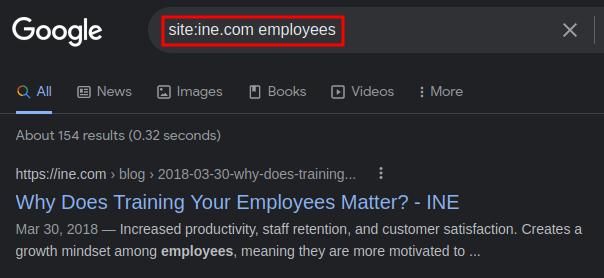 Google site:ine.com employees
All News Images Books Videos More
About 154 results (0.32 seconds)
https://ine.com › blog › 2018-03-30-why-does-training...
Why Does Training Your Employees Matter? - INE
Mar 30, 2018 — Increased productivity, staff retention, and customer satisfaction. Creates a
growth mindset among employees, meaning they are more motivated to ...